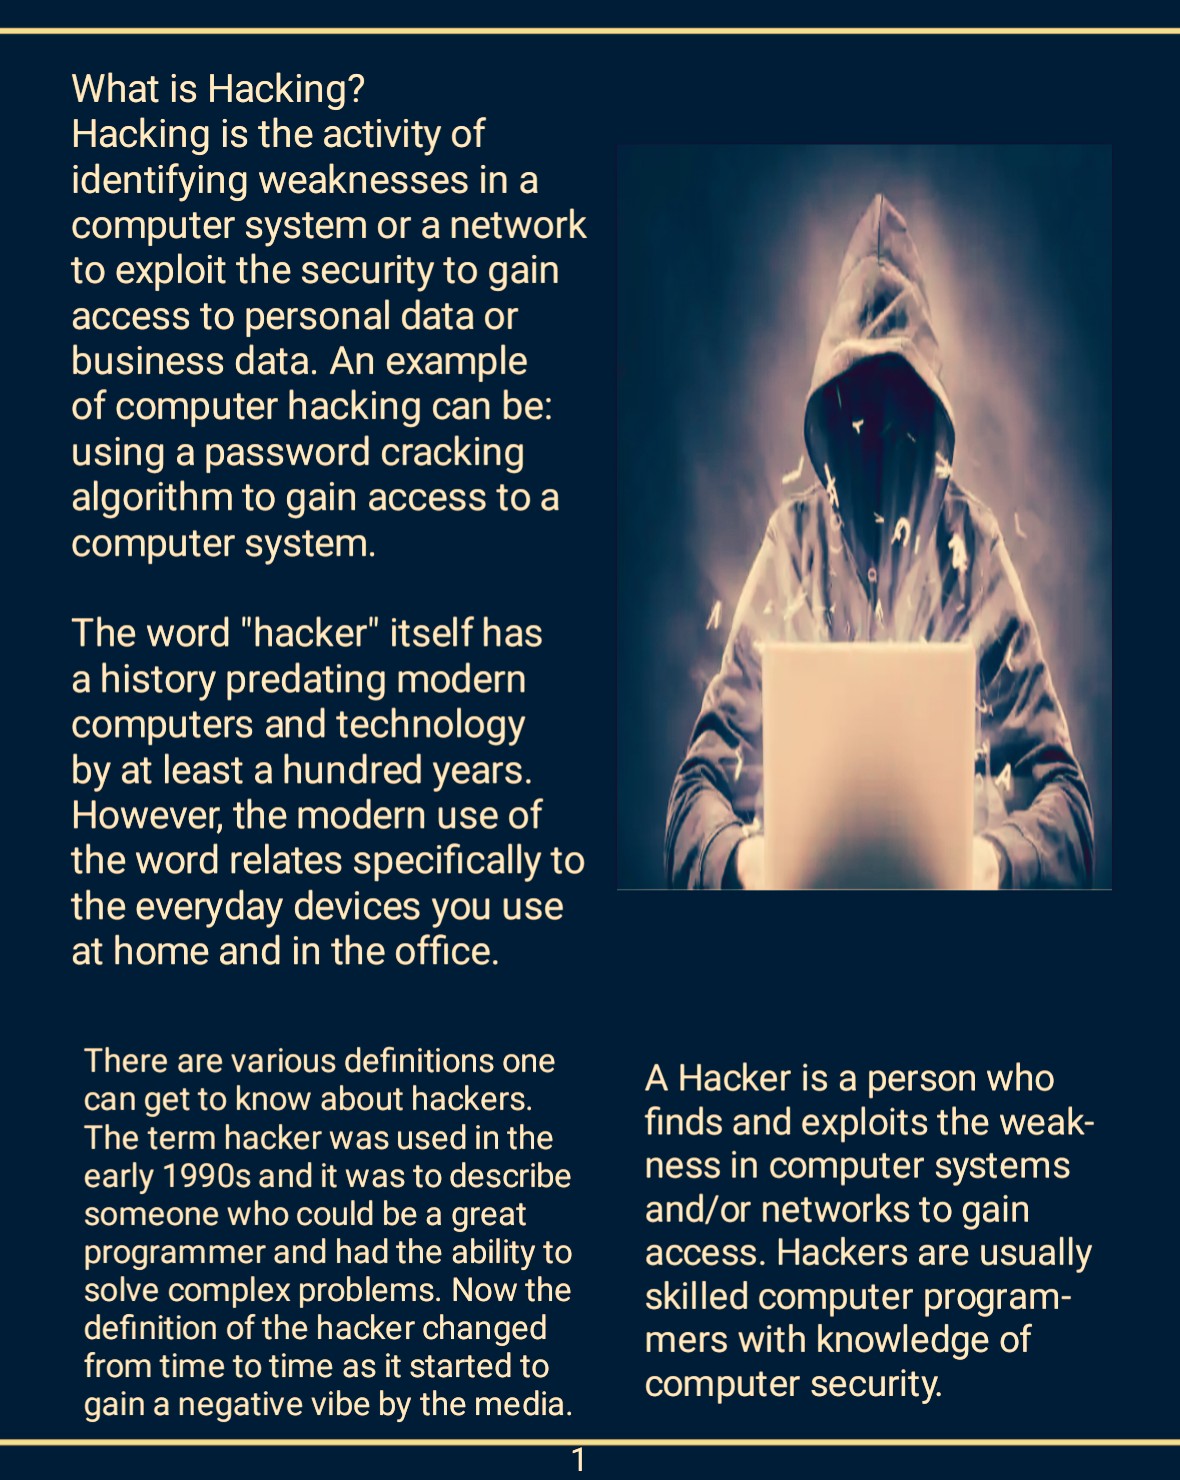 What is Hacking?
Hacking is the activity of
identifying weaknesses in a
computer system or a network
to exploit the security to gain
access to personal data or
business data. An example
of computer hacking can be:
using a password cracking
algorithm to gain access to a
computer system.
The word "hacker" itself has
a history predating modern
computers and technology
by at least a hundred years.
However, the modern use of
the word relates specifically to
the everyday devices you use
at home and in the office.
There are various definitions one
can get to know about hackers.
The term hacker was used in the
early 1990s and it was to describe
someone who could be a great
programmer and had the ability to
solve complex problems. Now the
definition of the hacker changed
from time to time as it started to
gain a negative vibe by the media.
A Hacker is a person who
finds and exploits the weak-
ness in computer systems
and/or networks to gain
access. Hackers are usually
skilled computer program-
mers with knowledge of
computer security.
1